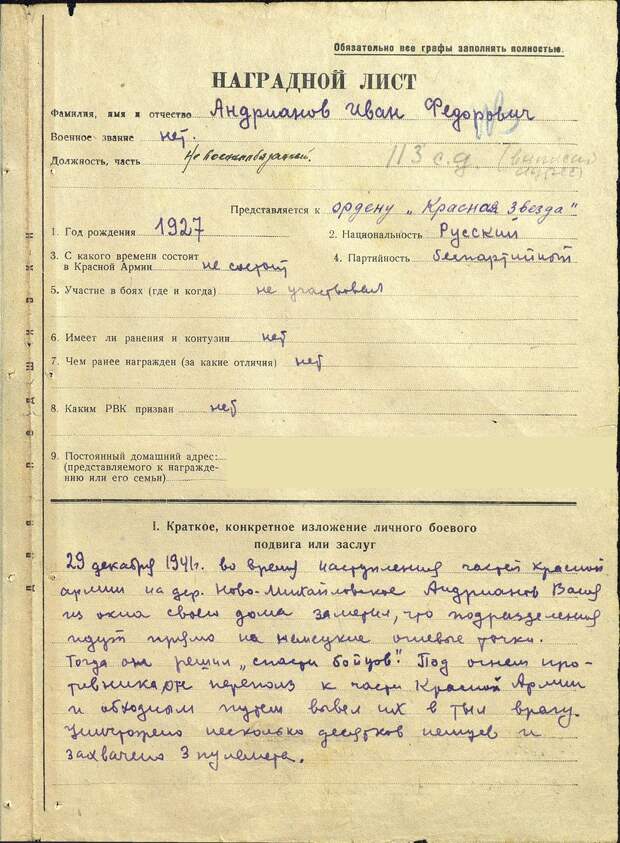 Обязательно все графы заполнять полностью.
НАГРАДНОЙ ЛИСТ
Фамилия, имя и отчество Андрианов Иван Федорович
Военное звание нет.
Должность, часть Не военнообязанный. 113 с.д.
Представляется к ордену „Красная Звезда"
1. Год рождения 1927 2. Национальность Русский
3. С какого времени состоит
в Красной Армии не состоит 4. Партийность беспартийный
5. Участие в боях (где и когда) не участвовал
6. Имеет ли ранения и контузии нет
7. Чем ранее награжден (за какие отличия) нет
8. Каким РВК призван нет
9. Постоянный домашний адрес:
(представляемого к награжде-
нию или его семьи)
I. Краткое, конкретное изложение личного боевого
подвига или заслуг
29 декабря 1941г. во время наступления частей Красной
армии на дер. Ново-Михайловское Андрианов Ваня
из окна своего дома заметил, что подразделения
идут прямо на немецкие огневые точки.
Тогда он решил „спасти бойцов". Под огнем про-
тивника он переполз к части Красной Армии
и обходным путем вывел их в тыл врагу.
Уничтожено несколько десятков немцев и
захвачено 3 пулемета.